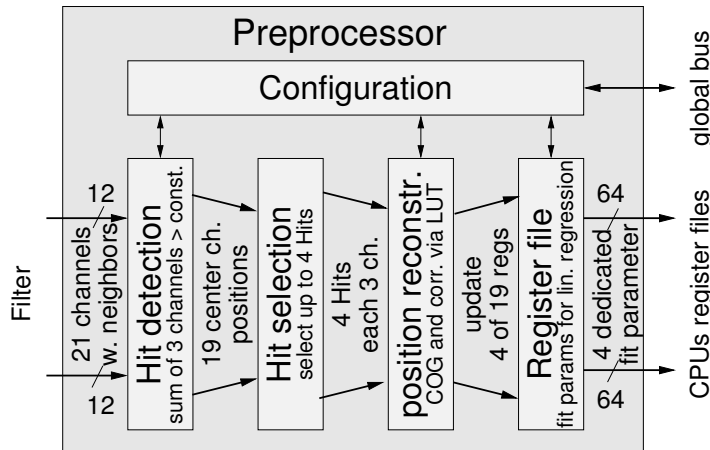 Preprocessor
Configuration
global bus
Filter
12
21 channels
w. neighbors
12
Hit detection
sum of 3 channels > const.
19 center ch.
positions
Hit selection
select up to 4 Hits
4 Hits
each 3 ch.
position reconstr.
COG and corr. via LUT
update
4 of 19 regs
Register file
fit params for lin. regression
64
4 dedicated
fit parameter
64
CPUs register files